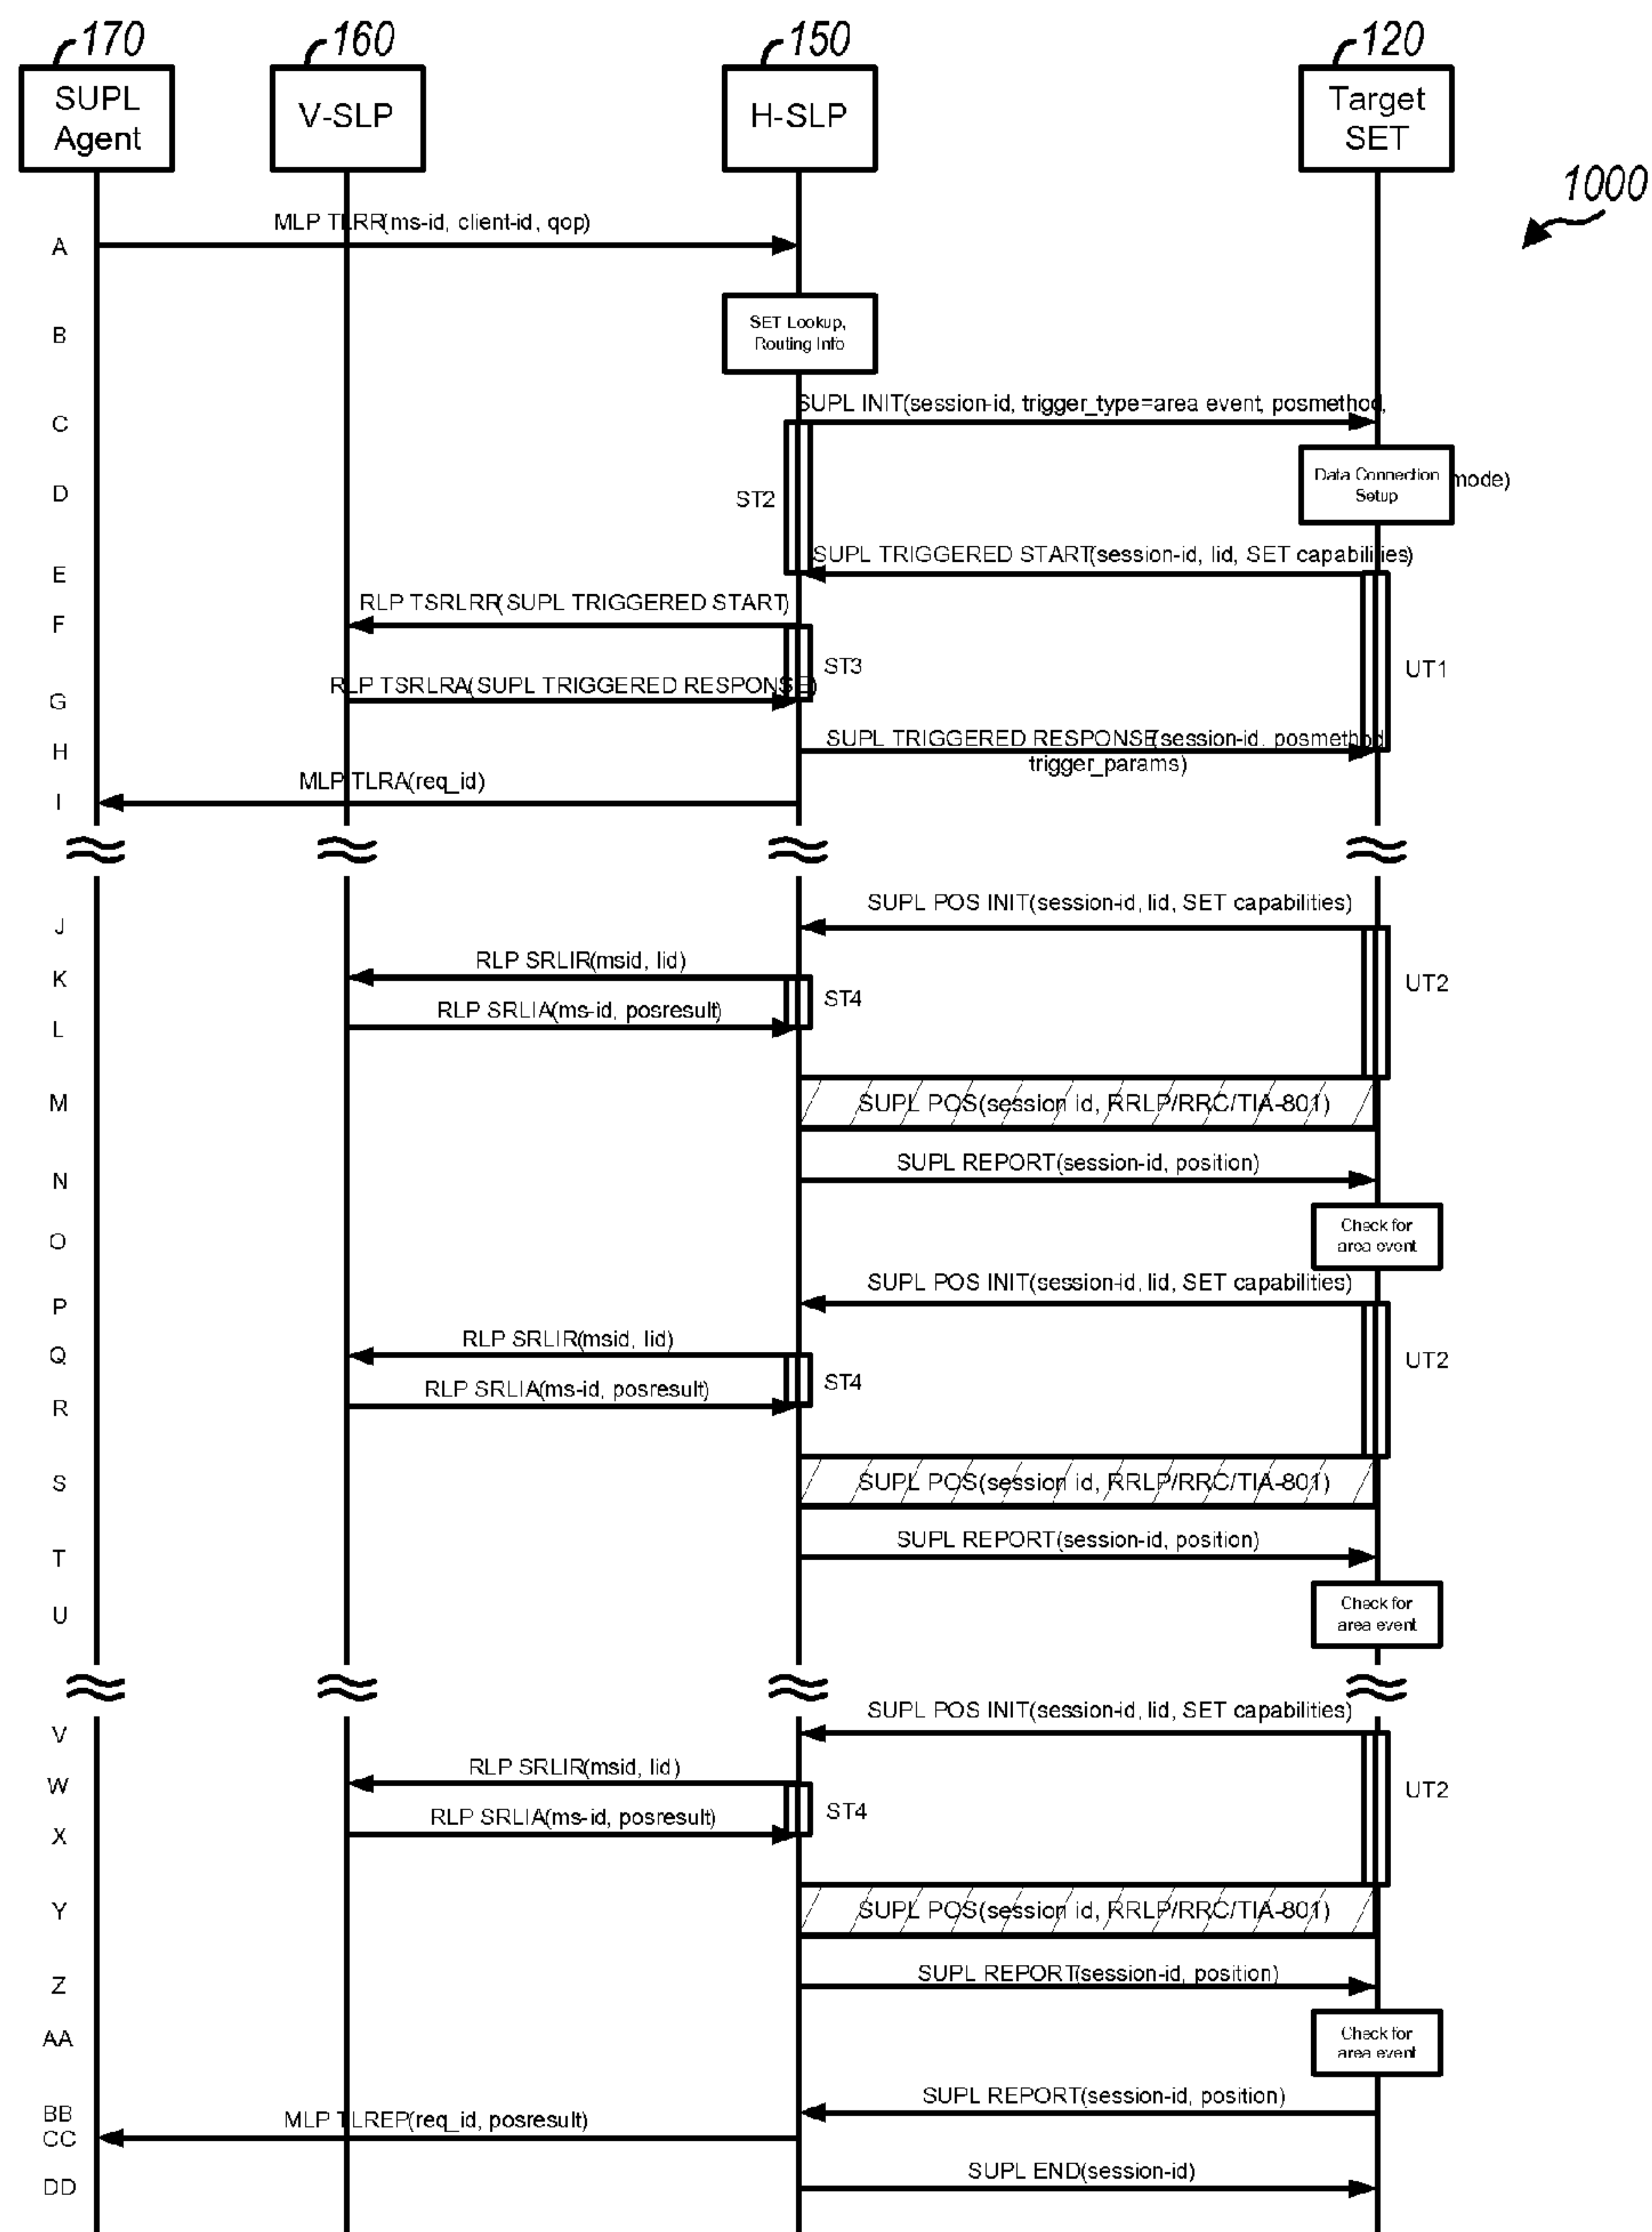 170
160
150
120
SUPL
Agent
V-SLP
H-SLP
Target
SET
1000
A
MLP TLRR(ms-id, client-id, qop)
B
SET Lookup,
Routing Info
C
SUPL INIT(session-id, trigger_type=area event, posmethod,
D
ST2
Data Connection
Setup
mode)
E
SUPL TRIGGERED START(session-id, lid, SET capabilities)
F
RLP TSRLRR(SUPL TRIGGERED START)
ST3
UT1
G
RLP TSRLRA(SUPL TRIGGERED RESPONSE)
H
SUPL TRIGGERED RESPONSE(session-id. posmethod
trigger_params)
I
MLP TLRA(req_id)
J
SUPL POS INIT(session-id, lid, SET capabilities)
K
RLP SRLIR(msid, lid)
ST4
UT2
L
RLP SRLIA(ms-id, posresult)
M
SUPL POS(session id, RRLP/RRC/TIA-801)
N
SUPL REPORT(session-id, position)
O
Check for
area event
P
SUPL POS INIT(session-id, lid, SET capabilities)
Q
RLP SRLIR(msid, lid)
ST4
UT2
R
RLP SRLIA(ms-id, posresult)
S
SUPL POS(session id, RRLP/RRC/TIA-801)
T
SUPL REPORT(session-id, position)
U
Check for
area event
V
SUPL POS INIT(session-id, lid, SET capabilities)
W
RLP SRLIR(msid, lid)
ST4
UT2
X
RLP SRLIA(ms-id, posresult)
Y
SUPL POS(session id, RRLP/RRC/TIA-801)
Z
SUPL REPORT(session-id, position)
AA
Check for
area event
BB
SUPL REPORT(session-id, position)
CC
MLP TLREP(req_id, posresult)
DD
SUPL END(session-id)